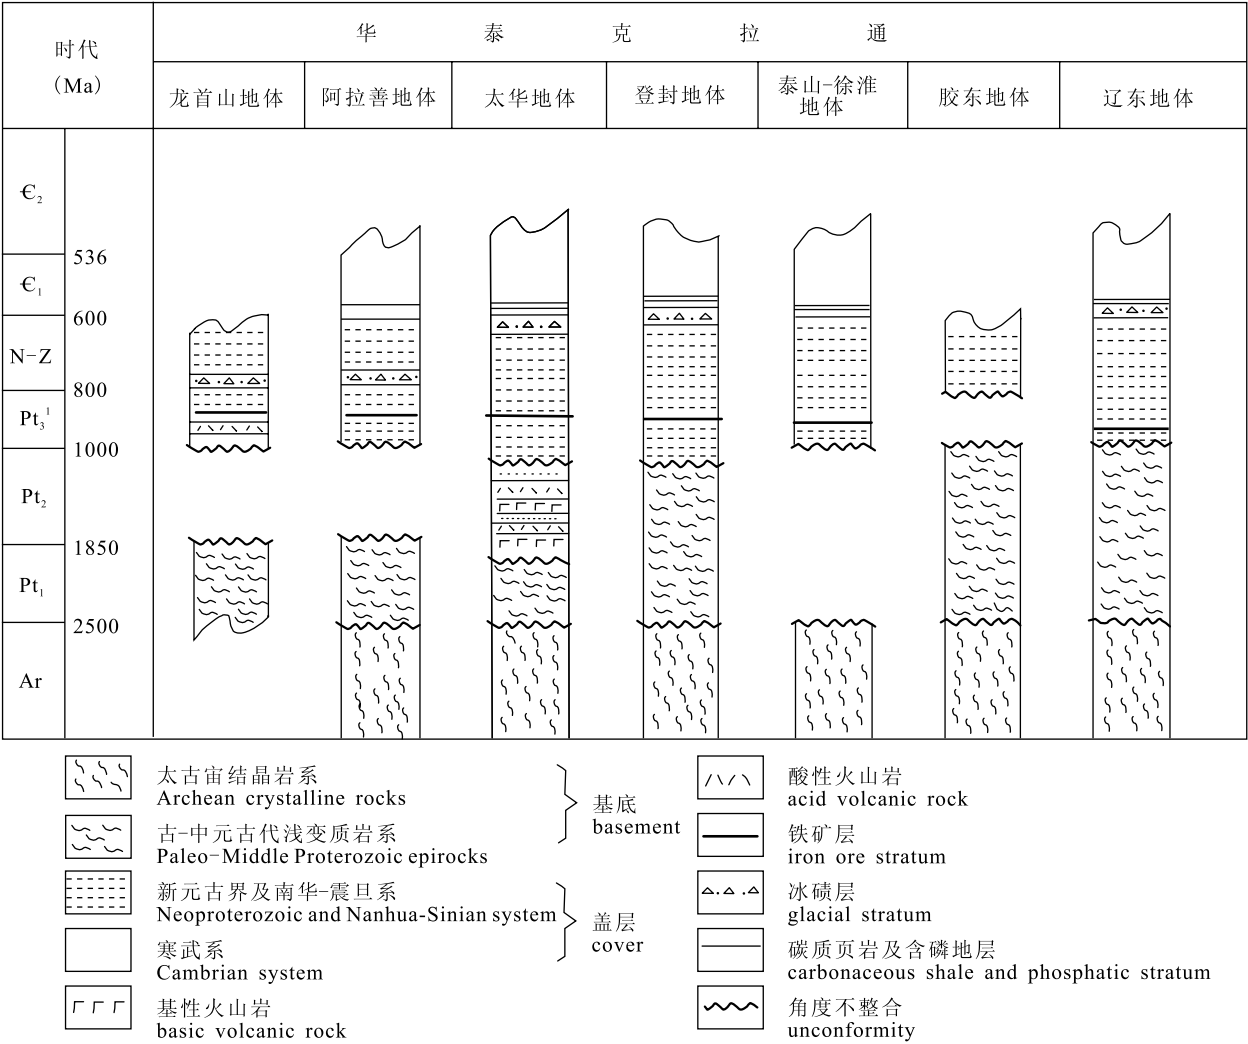 华泰克拉通
时代
(Ma)
龙首山地体
阿拉善地体
太华地体
登封地体
泰山-徐淮
地体
胶东地体
辽东地体
Є₂
536
Є₁
600
N-Z
800
Pt₃¹
1000
Pt₂
1850
Pt₁
2500
Ar
太古宙结晶岩系
Archean crystalline rocks
古-中元古代浅变质岩系
Paleo-Middle Proterozoic epirocks
基底
basement
新元古界及南华-震旦系
Neoproterozoic and Nanhua-Sinian system
寒武系
Cambrian system
盖层
cover
基性火山岩
basic volcanic rock
酸性火山岩
acid volcanic rock
铁矿层
iron ore stratum
冰碛层
glacial stratum
碳质页岩及含磷地层
carbonaceous shale and phosphatic stratum
角度不整合
unconformity